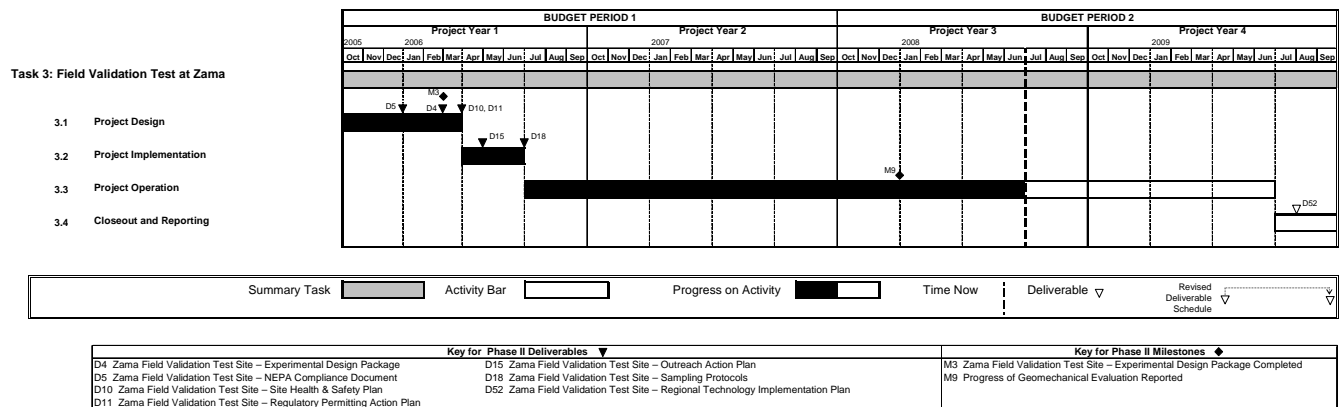 BUDGET PERIOD 1 BUDGET PERIOD 2
Project Year 1 Project Year 2 Project Year 3 Project Year 4
2005 2006 2007 2008 2009
Oct Nov Dec Jan Feb Mar Apr May Jun Jul Aug Sep Oct Nov Dec Jan Feb Mar Apr May Jun Jul Aug Sep Oct Nov Dec Jan Feb Mar Apr May Jun Jul Aug Sep Oct Nov Dec Jan Feb Mar Apr May Jun Jul Aug Sep
Task 3: Field Validation Test at Zama
M3
D5 D4 D10, D11
3.1 Project Design
D15 D18
3.2 Project Implementation
M9
3.3 Project Operation
D52
3.4 Closeout and Reporting
Summary Task Activity Bar Progress on Activity Time Now Deliverable Revised Deliverable Schedule
Key for Phase II Deliverables Key for Phase II Milestones
D4 Zama Field Validation Test Site – Experimental Design Package D15 Zama Field Validation Test Site – Outreach Action Plan M3 Zama Field Validation Test Site – Experimental Design Package Completed
D5 Zama Field Validation Test Site – NEPA Compliance Document D18 Zama Field Validation Test Site – Sampling Protocols M9 Progress of Geomechanical Evaluation Reported
D10 Zama Field Validation Test Site – Site Health & Safety Plan D52 Zama Field Validation Test Site – Regional Technology Implementation Plan
D11 Zama Field Validation Test Site – Regulatory Permitting Action Plan